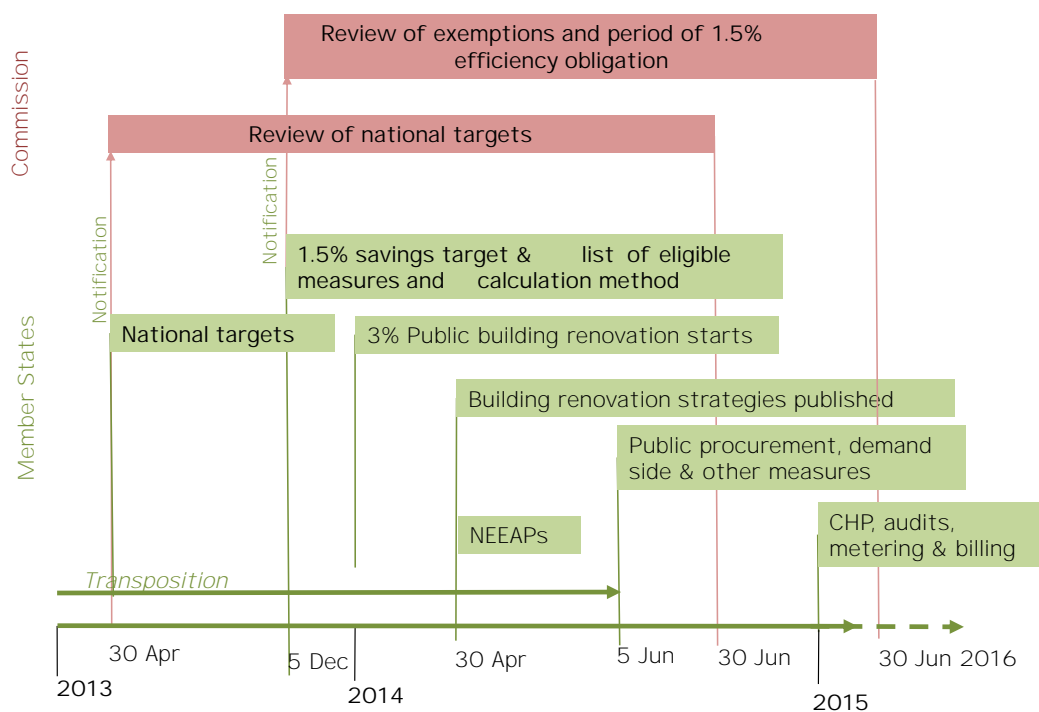 Commission
Review of exemptions and period of 1.5%
efficiency obligation
Review of national targets
Notification
Notification
Member States
1.5% savings target & list of eligible
measures and calculation method
National targets
3% Public building renovation starts
Building renovation strategies published
Public procurement, demand
side & other measures
NEEAPs
CHP, audits,
metering & billing
Transposition
30 Apr
5 Dec
30 Apr
5 Jun
30 Jun
30 Jun 2016
2013
2014
2015